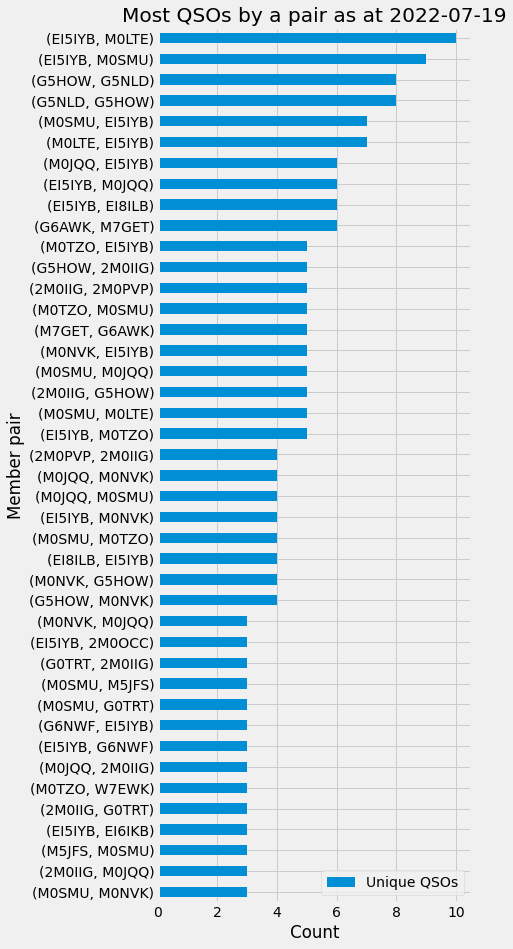 Most QSOs by a pair as at 2022-07-19
(EI5IYB, M0LTE)
(EI5IYB, M0SMU)
(G5HOW, G5NLD)
(G5NLD, G5HOW)
(M0SMU, EI5IYB)
(M0LTE, EI5IYB)
(M0JQQ, EI5IYB)
(EI5IYB, M0JQQ)
(EI5IYB, EI8ILB)
(G6AWK, M7GET)
(M0TZO, EI5IYB)
(G5HOW, 2M0IIG)
(2M0IIG, 2M0PVP)
(M0TZO, M0SMU)
(M7GET, G6AWK)
(M0NVK, EI5IYB)
(M0SMU, M0JQQ)
(2M0IIG, G5HOW)
(M0SMU, M0LTE)
(EI5IYB, M0TZO)
(2M0PVP, 2M0IIG)
(M0JQQ, M0NVK)
(M0JQQ, M0SMU)
(EI5IYB, M0NVK)
(M0SMU, M0TZO)
(EI8ILB, EI5IYB)
(M0NVK, G5HOW)
(G5HOW, M0NVK)
(M0NVK, M0JQQ)
(EI5IYB, 2M0OCC)
(G0TRT, 2M0IIG)
(M0SMU, M5JFS)
(M0SMU, G0TRT)
(G6NWF, EI5IYB)
(EI5IYB, G6NWF)
(M0JQQ, 2M0IIG)
(M0TZO, W7EWK)
(2M0IIG, G0TRT)
(EI5IYB, EI6IKB)
(M5JFS, M0SMU)
(2M0IIG, M0JQQ)
(M0SMU, M0NVK)
Member pair
Unique QSOs
0 2 4 6 8 10
Count